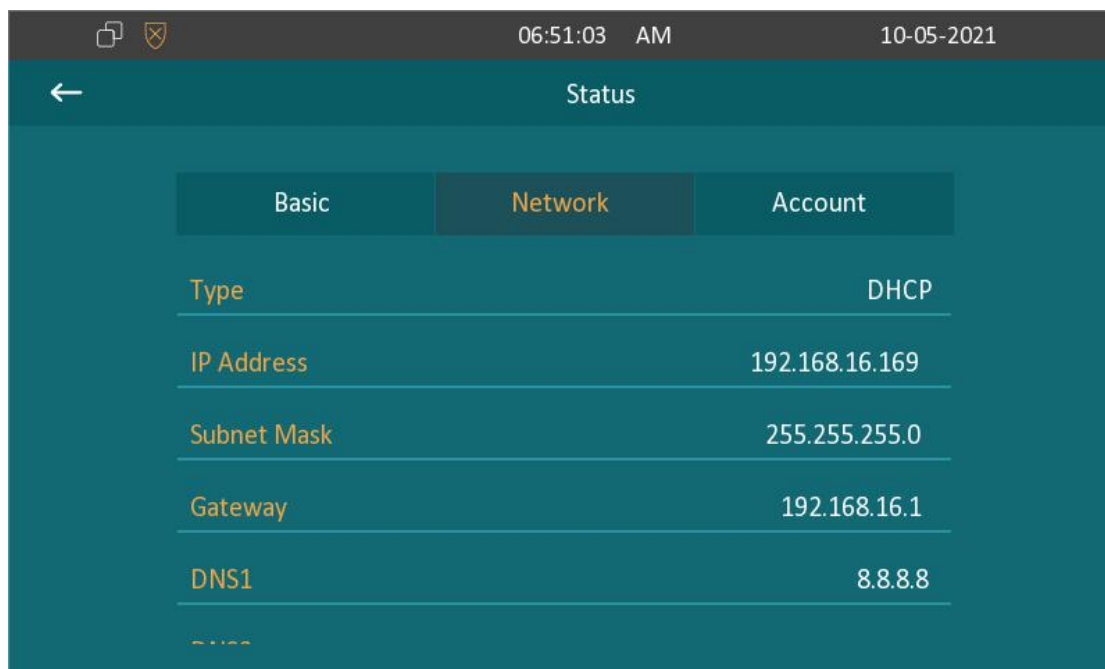 06:51:03 AM 10-05-2021
Status
Basic Network Account
Type DHCP
IP Address 192.168.16.169
Subnet Mask 255.255.255.0
Gateway 192.168.16.1
DNS1 8.8.8.8